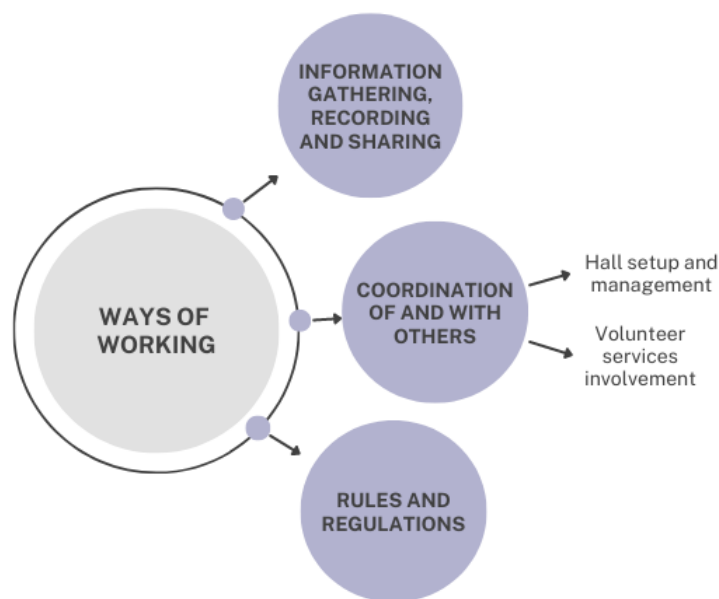 INFORMATION
GATHERING,
RECORDING
AND SHARING
WAYS OF
WORKING
COORDINATION
OF AND WITH
OTHERS
Hall setup and
management
Volunteer
services
involvement
RULES AND
REGULATIONS